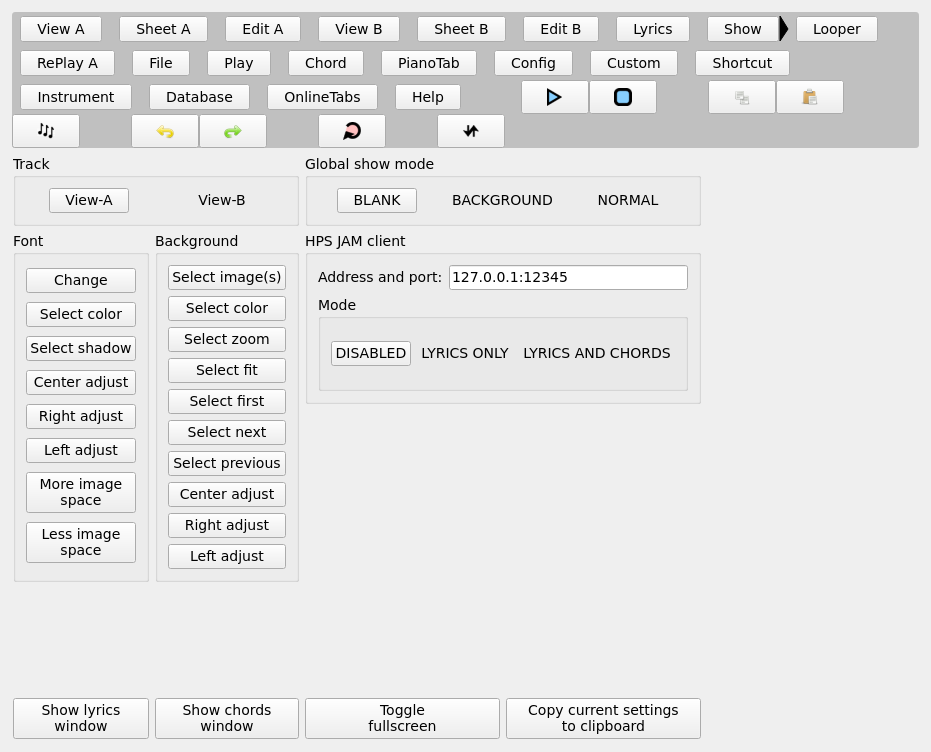 View A Sheet A Edit A View B Sheet B Edit B Lyrics Show Looper
RePlay A File Play Chord PianoTab Config Custom Shortcut
Instrument Database OnlineTabs Help
Track
View-A View-B
Global show mode
BLANK BACKGROUND NORMAL
Font
Change
Select color
Select shadow
Center adjust
Right adjust
Left adjust
More image
space
Less image
space
Background
Select image(s)
Select color
Select zoom
Select fit
Select first
Select next
Select previous
Center adjust
Right adjust
Left adjust
HPS JAM client
Address and port: 127.0.0.1:12345
Mode
DISABLED LYRICS ONLY LYRICS AND CHORDS
Show lyrics
window
Show chords
window
Toggle
fullscreen
Copy current settings
to clipboard